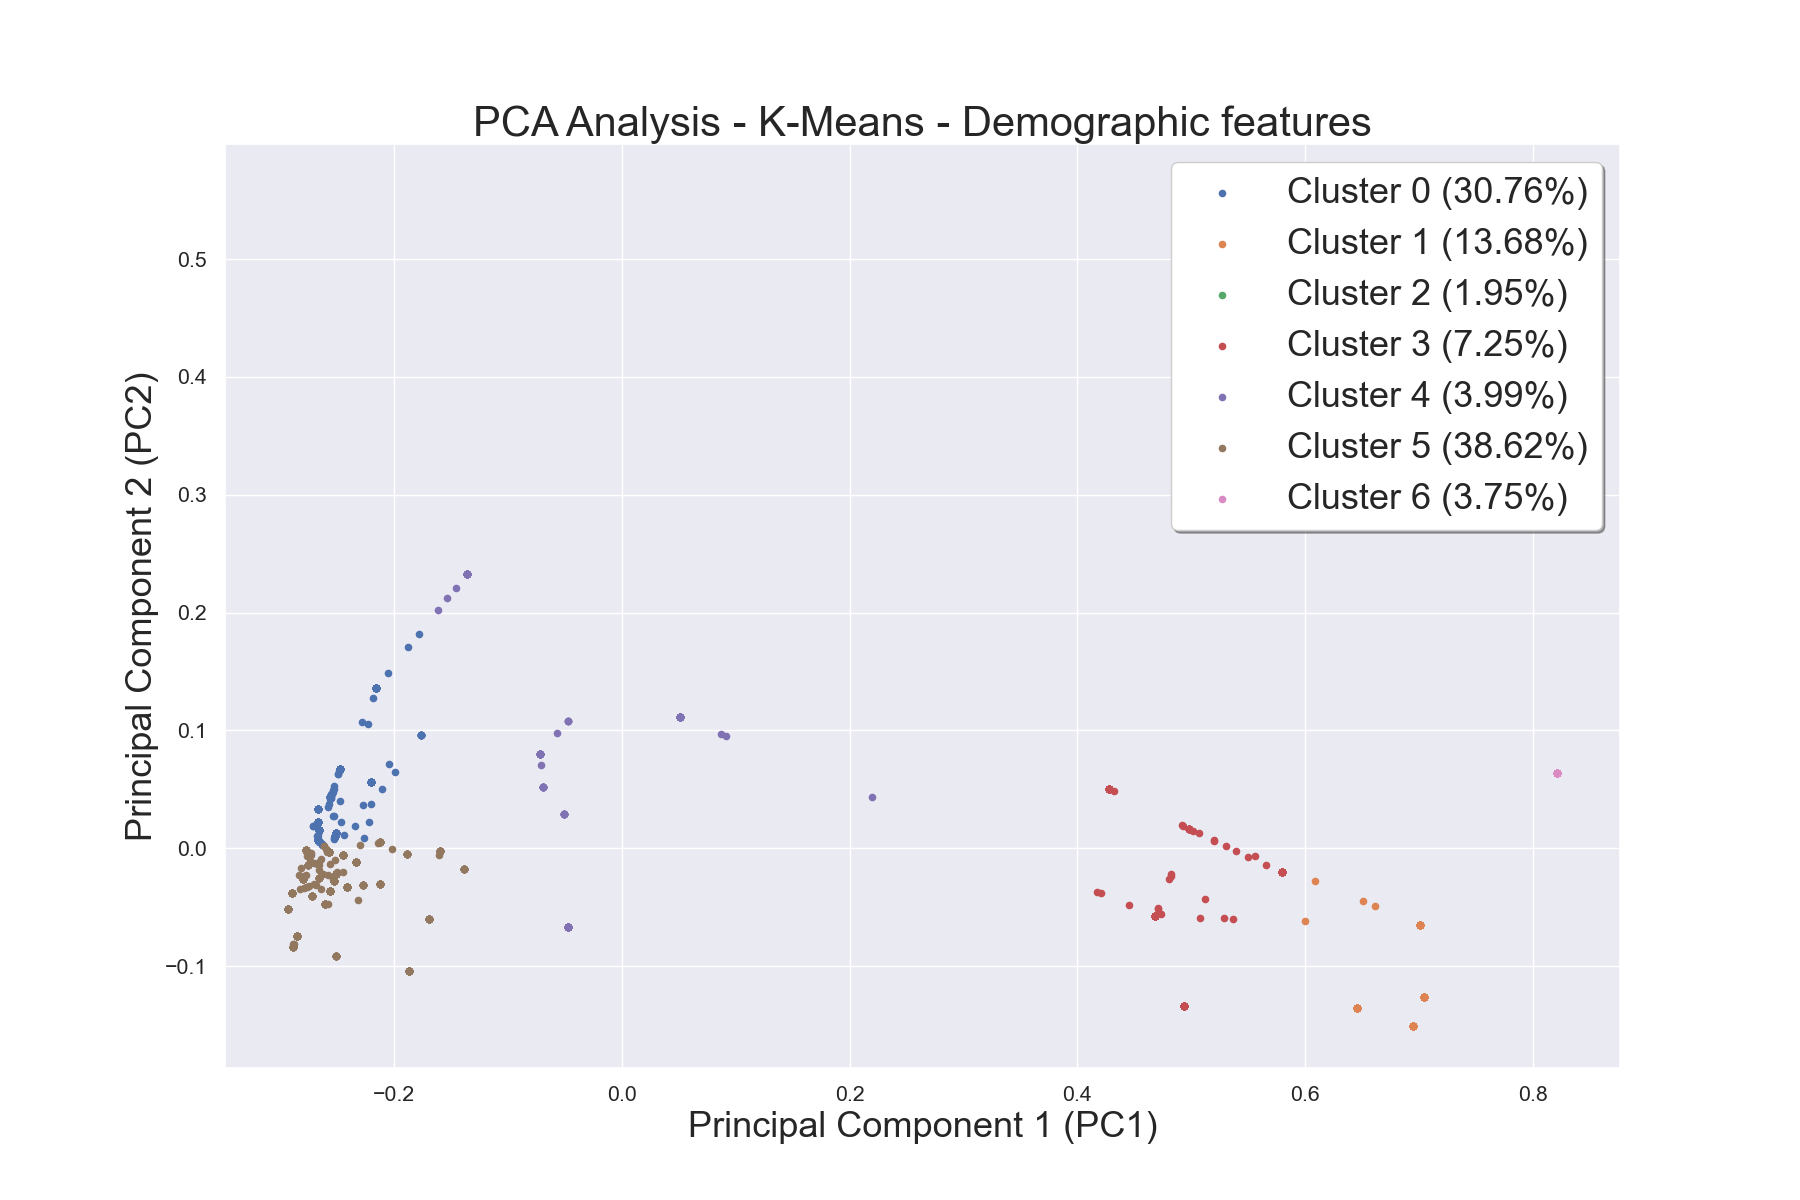 PCA Analysis - K-Means - Demographic features
Cluster 0 (30.76%)
Cluster 1 (13.68%)
Cluster 2 (1.95%)
Cluster 3 (7.25%)
Cluster 4 (3.99%)
Cluster 5 (38.62%)
Cluster 6 (3.75%)
Principal Component 2 (PC2)
0.5
0.4
0.3
0.2
0.1
0.0
−0.1
−0.2 0.0 0.2 0.4 0.6 0.8
Principal Component 1 (PC1)